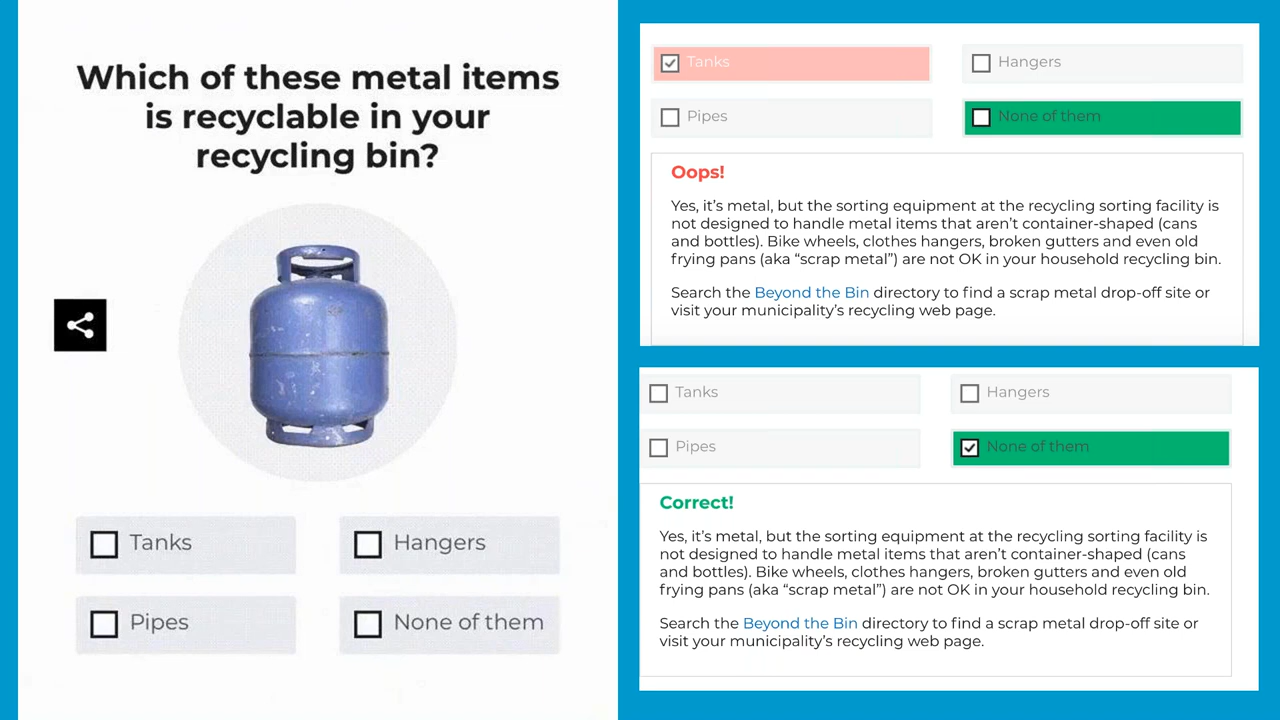 Which of these metal items
is recyclable in your
recycling bin?
Tanks
Hangers
Pipes
None of them
Tanks
Hangers
Pipes
None of them
Oops!
Yes, it’s metal, but the sorting equipment at the recycling sorting facility is
not designed to handle metal items that aren’t container-shaped (cans
and bottles). Bike wheels, clothes hangers, broken gutters and even old
frying pans (aka “scrap metal”) are not OK in your household recycling bin.
Search the Beyond the Bin directory to find a scrap metal drop-off site or
visit your municipality’s recycling web page.
Tanks
Hangers
Pipes
None of them
Correct!
Yes, it’s metal, but the sorting equipment at the recycling sorting facility is
not designed to handle metal items that aren’t container-shaped (cans
and bottles). Bike wheels, clothes hangers, broken gutters and even old
frying pans (aka “scrap metal”) are not OK in your household recycling bin.
Search the Beyond the Bin directory to find a scrap metal drop-off site or
visit your municipality’s recycling web page.